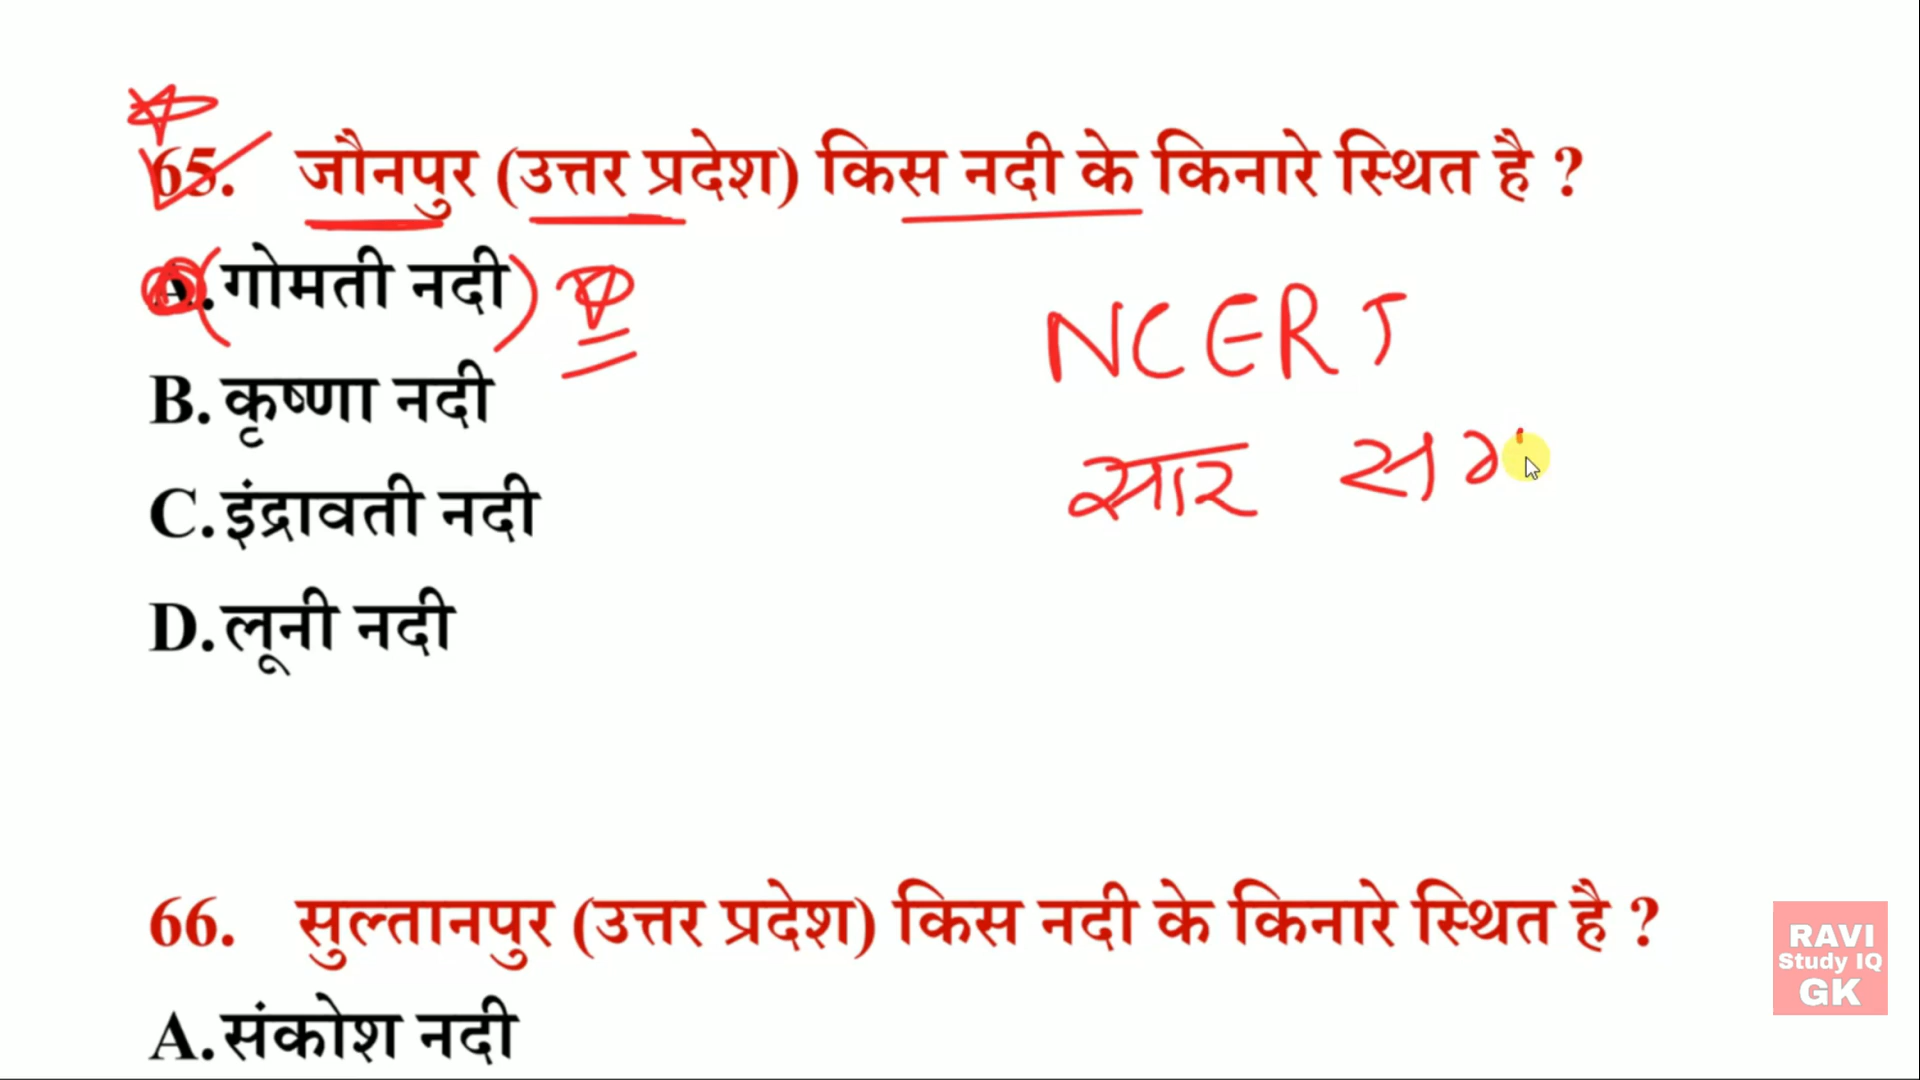 65. जौनपुर (उत्तर प्रदेश) किस नदी के किनारे स्थित है ?
A. गोमती नदी
B. कृष्णा नदी
C. इंद्रावती नदी
D. लूनी नदी
NCERT
सार
66. सुल्तानपुर (उत्तर प्रदेश) किस नदी के किनारे स्थित है ?
A. संकोश नदी
RAVI
Study IQ
GK